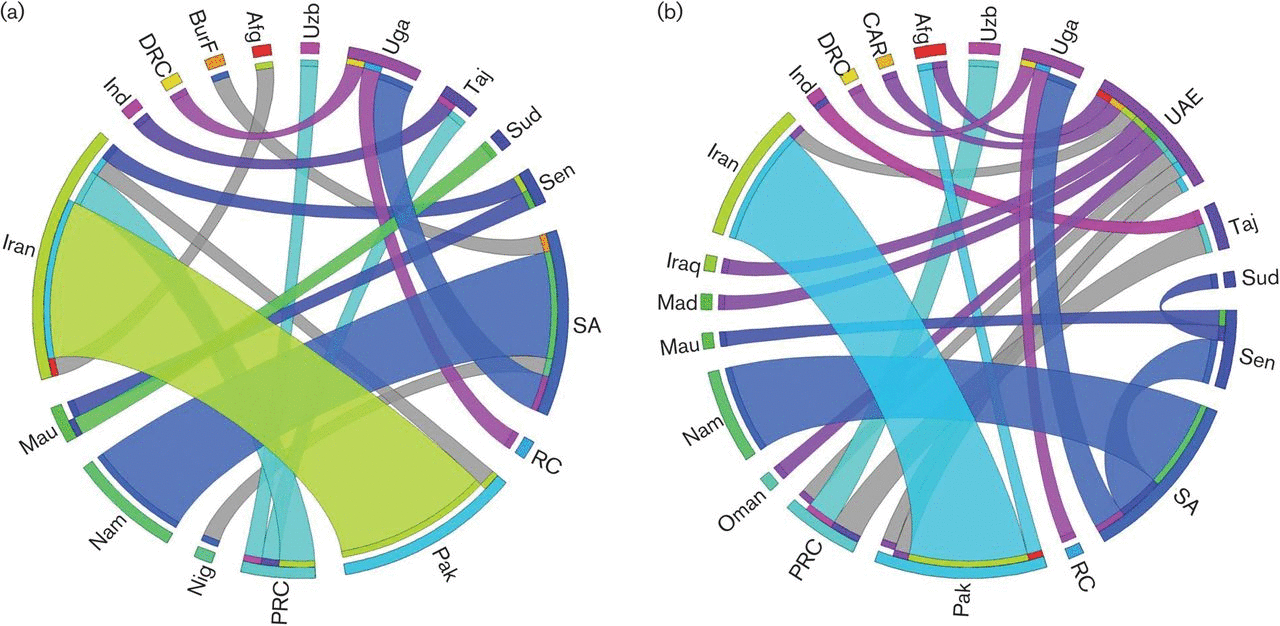 (a)
DRC
BurF
Afg
Uzb
Uga
Taj
Sud
Sen
SA
RC
Pak
PRC
Nig
Nam
Mau
Iran
Ind
(b)
DRC
CAR
Afg
Uzb
Uga
UAE
Taj
Sud
Sen
SA
RC
Pak
PRC
Oman
Nam
Mau
Mad
Iraq
Iran
Ind